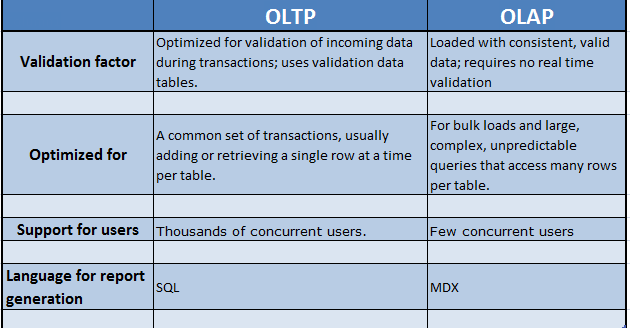 OLTP OLAP
Validation factor
Optimized for validation of incoming data
during transactions; uses validation data
tables.
Loaded with consistent, valid
data; requires no real time
validation
Optimized for
A common set of transactions, usually
adding or retrieving a single row at a time
per table.
For bulk loads and large,
complex, unpredictable
queries that access many rows
per table.
Support for users
Thousands of concurrent users.
Few concurrent users
Language for report
generation
SQL
MDX